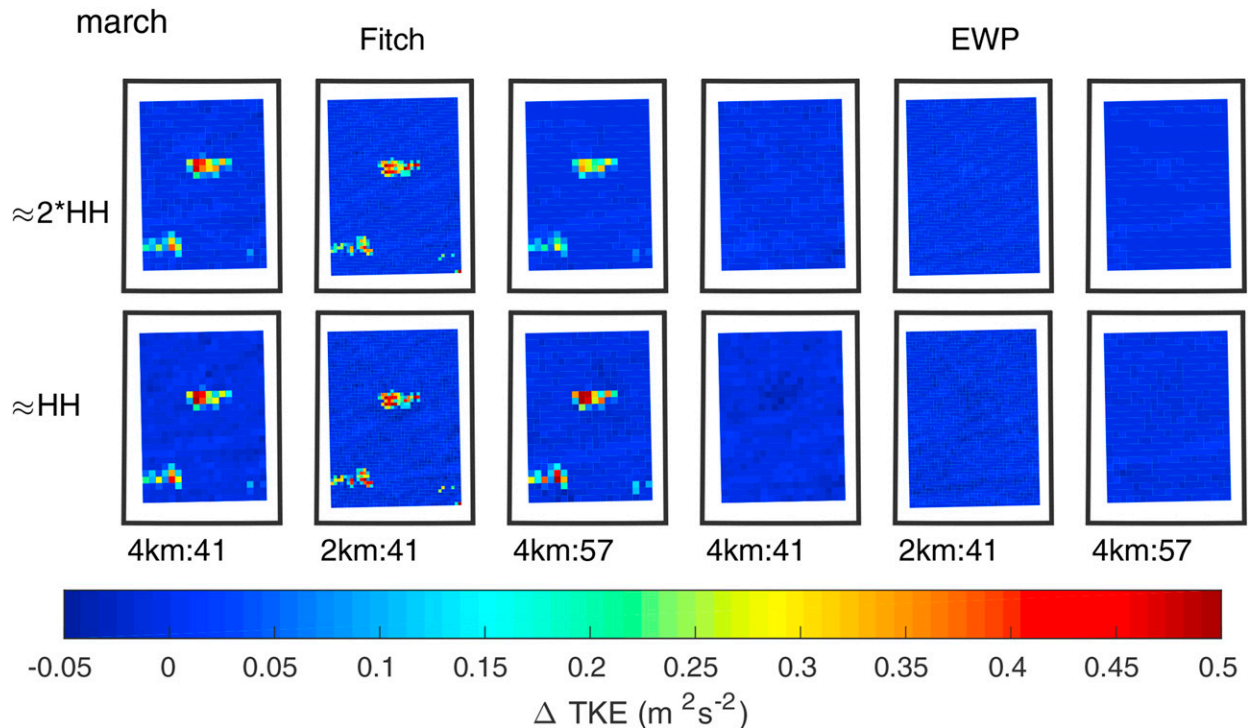 march
Fitch EWP
≈2*HH
≈HH
4km:41 2km:41 4km:57 4km:41 2km:41 4km:57
-0.05 0 0.05 0.1 0.15 0.2 0.25 0.3 0.35 0.4 0.45 0.5
Δ TKE (m 2s-2)